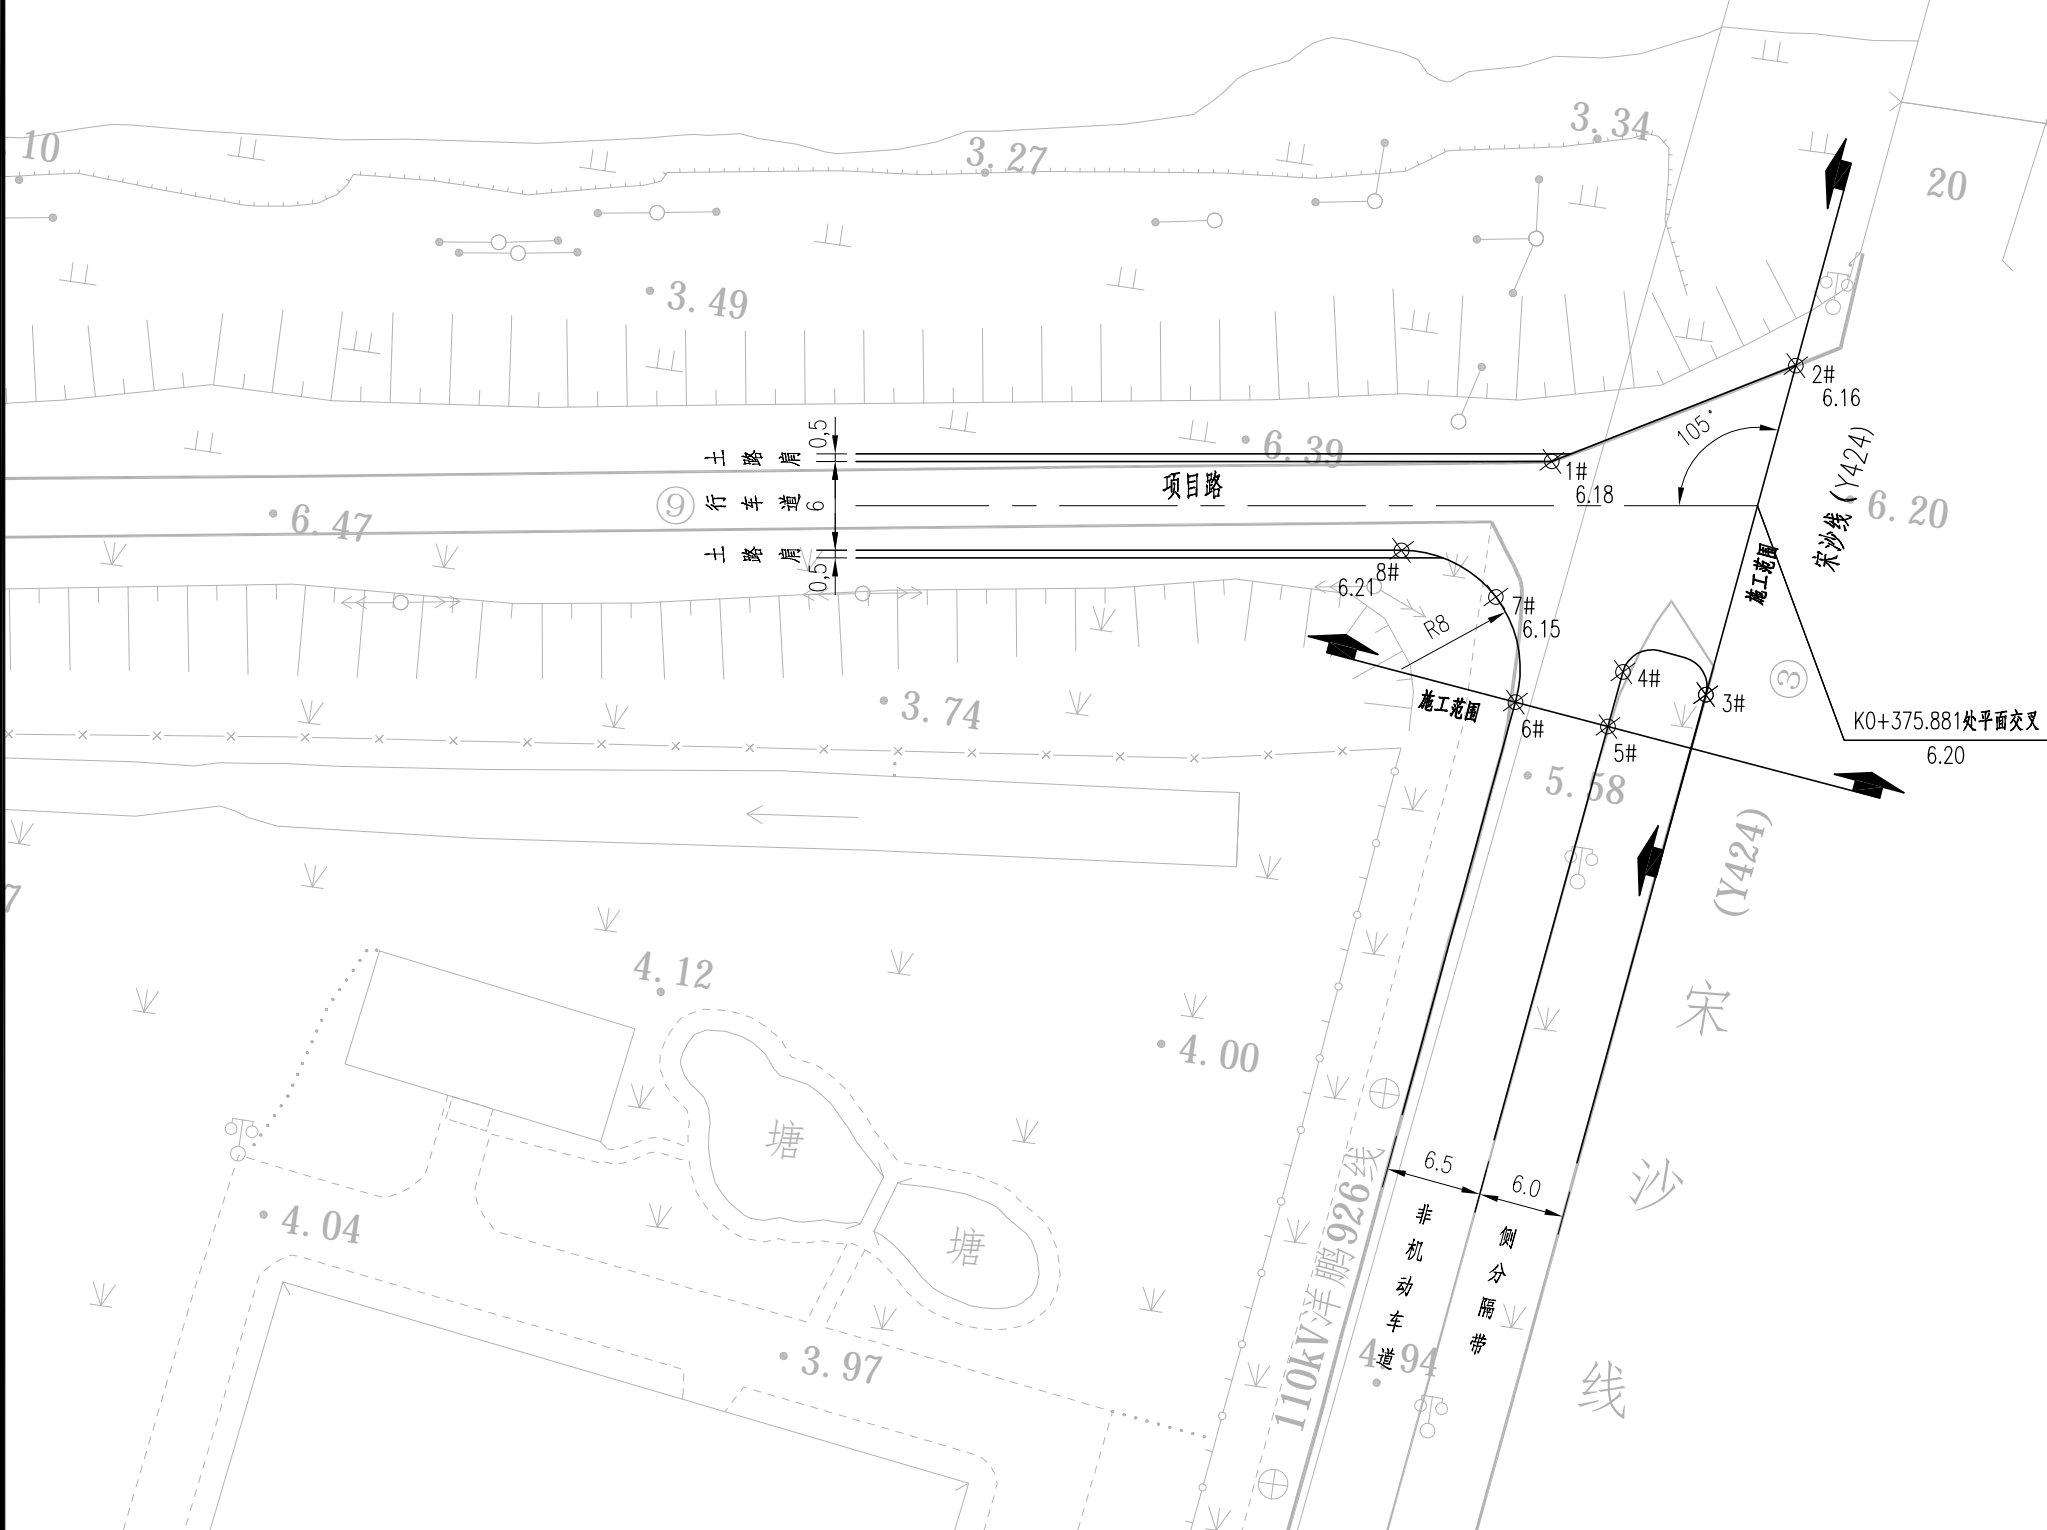 10
3.27
3.34
20
3.49
2#
6.16
105°
宋沙线(Y424)
0,5
土路肩
6.39
1#
6.18
项目路
行车道
6
⑨
6.47
6.20
土路肩
0,5
8#
6.21
7#
6.15
R8
施工范围
施工范围
4#
3#
③
3.74
6#
5#
K0+375.881处平面交叉
6.20
5.58
(Y424)
7
4.12
4.00
宋
沙
线
塘
塘
110kV洋鹏926线
6.5
6.0
非机动车道
侧分隔带
4.04
3.97
4.94